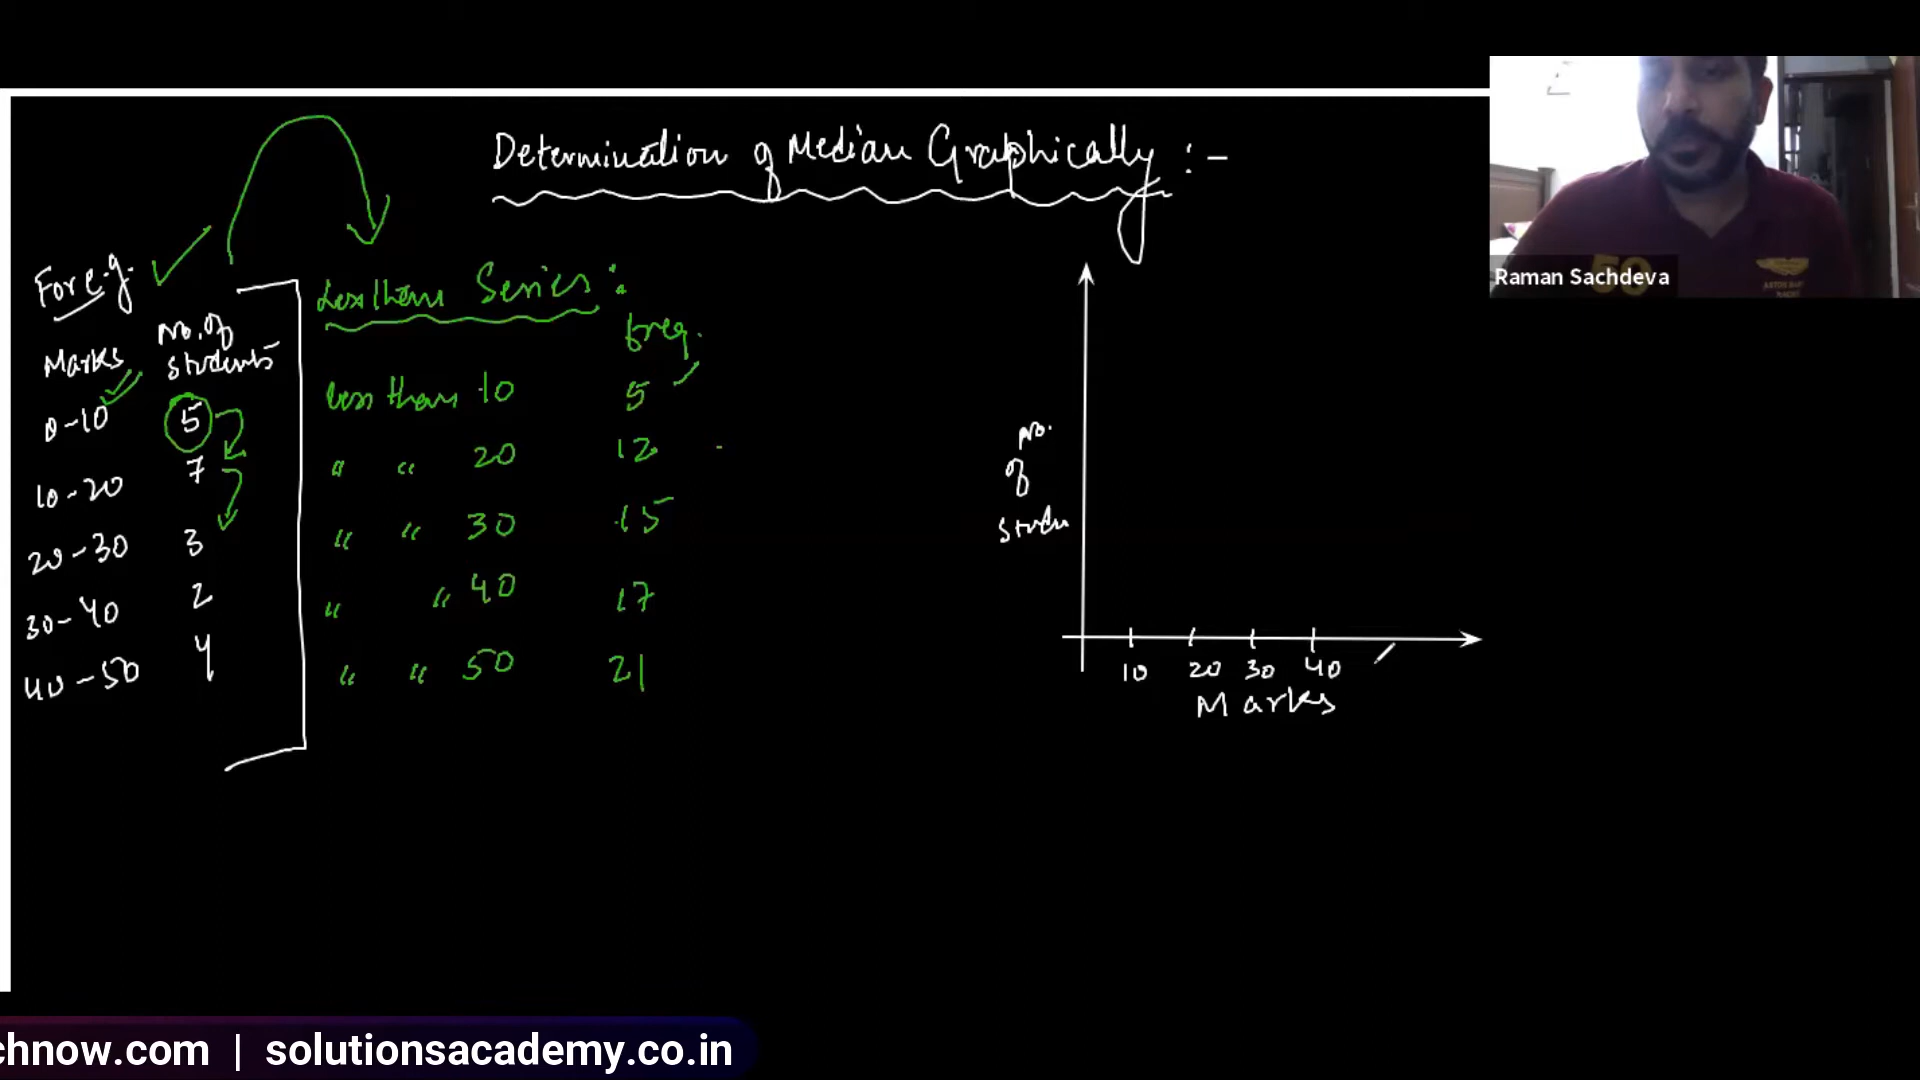 Determination of Median Graphically :-
Raman Sachdeva
For e.g.
Marks No. of students
0-10 5
10-20 7
20-30 3
30-40 2
40-50 4
Less than Series :
freq.
less than 10 5
" " 20 12
" " 30 15
" " 40 17
" " 50 21
No.
of
Stude
10 20 30 40
Marks
chnow.com | solutionsacademy.co.in